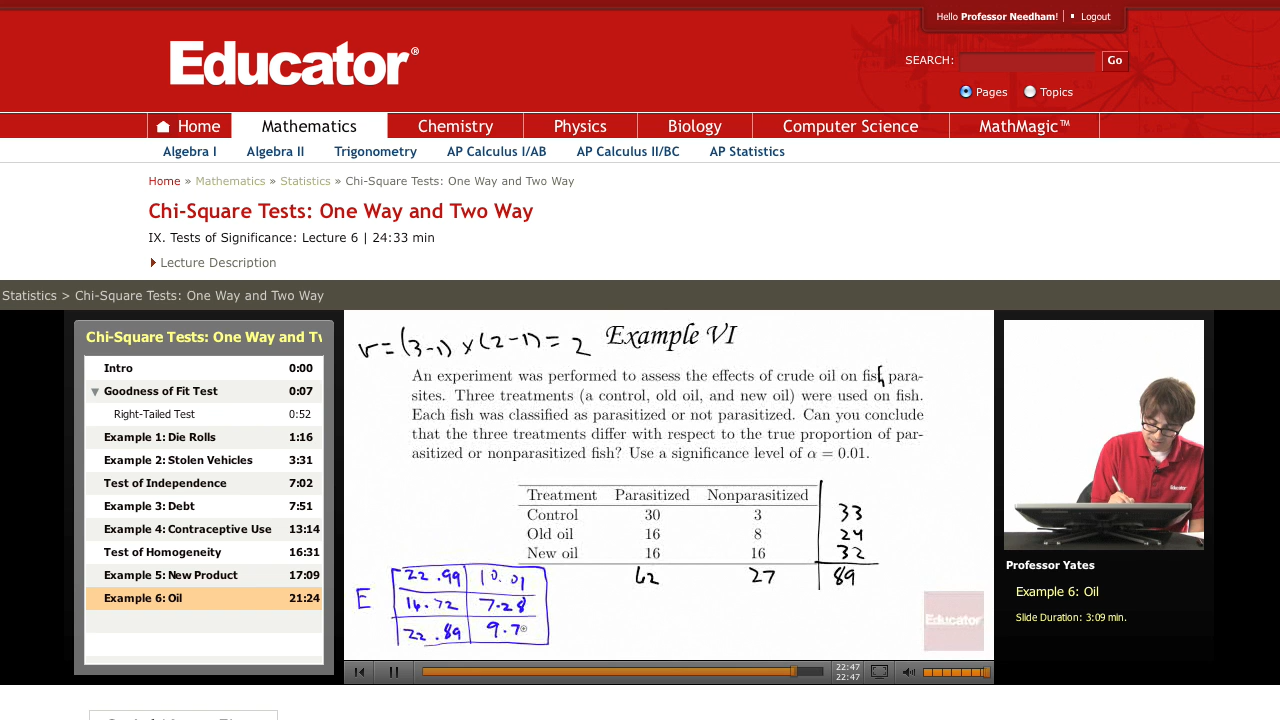 Hello Professor Needham! | ▪ Logout
Educator®
SEARCH: Go
Pages Topics
Home Mathematics Chemistry Physics Biology Computer Science MathMagic™
Algebra I Algebra II Trigonometry AP Calculus I/AB AP Calculus II/BC AP Statistics
Home » Mathematics » Statistics » Chi-Square Tests: One Way and Two Way
Chi-Square Tests: One Way and Two Way
IX. Tests of Significance: Lecture 6 | 24:33 min
Lecture Description
Statistics > Chi-Square Tests: One Way and Two Way
Chi-Square Tests: One Way and Tw
Intro 0:00
Goodness of Fit Test 0:07
Right-Tailed Test 0:52
Example 1: Die Rolls 1:16
Example 2: Stolen Vehicles 3:31
Test of Independence 7:02
Example 3: Debt 7:51
Example 4: Contraceptive Use 13:14
Test of Homogeneity 16:31
Example 5: New Product 17:09
Example 6: Oil 21:24
v = (3-1) x (2-1) = 2 Example VI
An experiment was performed to assess the effects of crude oil on fish para-
sites. Three treatments (a control, old oil, and new oil) were used on fish.
Each fish was classified as parasitized or not parasitized. Can you conclude
that the three treatments differ with respect to the true proportion of par-
asitized or nonparasitized fish? Use a significance level of α = 0.01.
Treatment Parasitized Nonparasitized
Control 30 3 33
Old oil 16 8 24
New oil 16 16 32
62 27 89
E
22.99 10.01
16.72 7.28
22.89 9.7
Educator
22:47
22:47
Educator
Professor Yates
Example 6: Oil
Slide Duration: 3:09 min.